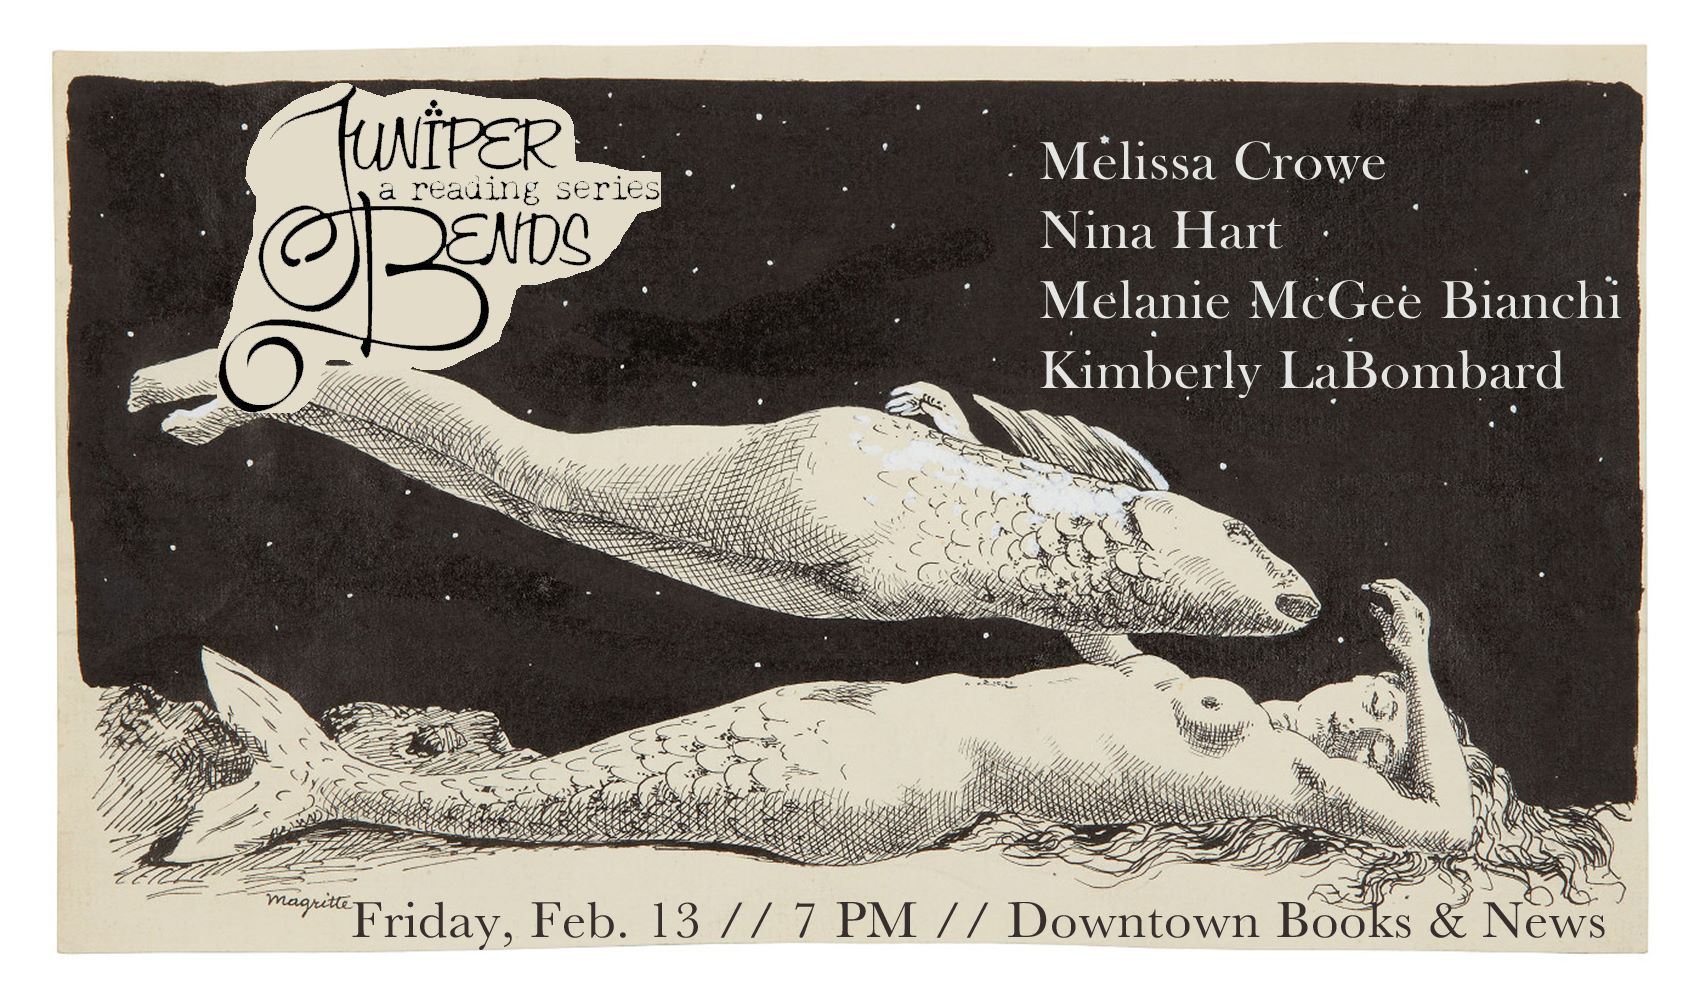 JUNIPER
a reading series
BENDS
Melissa Crowe
Nina Hart
Melanie McGee Bianchi
Kimberly LaBombard
Magritte
Friday, Feb. 13 // 7 PM // Downtown Books & News